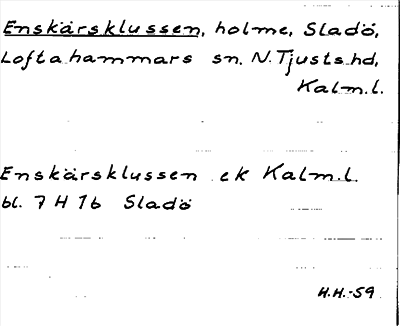 Enskärsklussen, holme, Sladö,
Loftahammars sn. N. Tjusts hd,
Kalm.l.
Enskärsklussen ek Kalm.l.
bl. 7 H 1b Sladö
H.H.-59